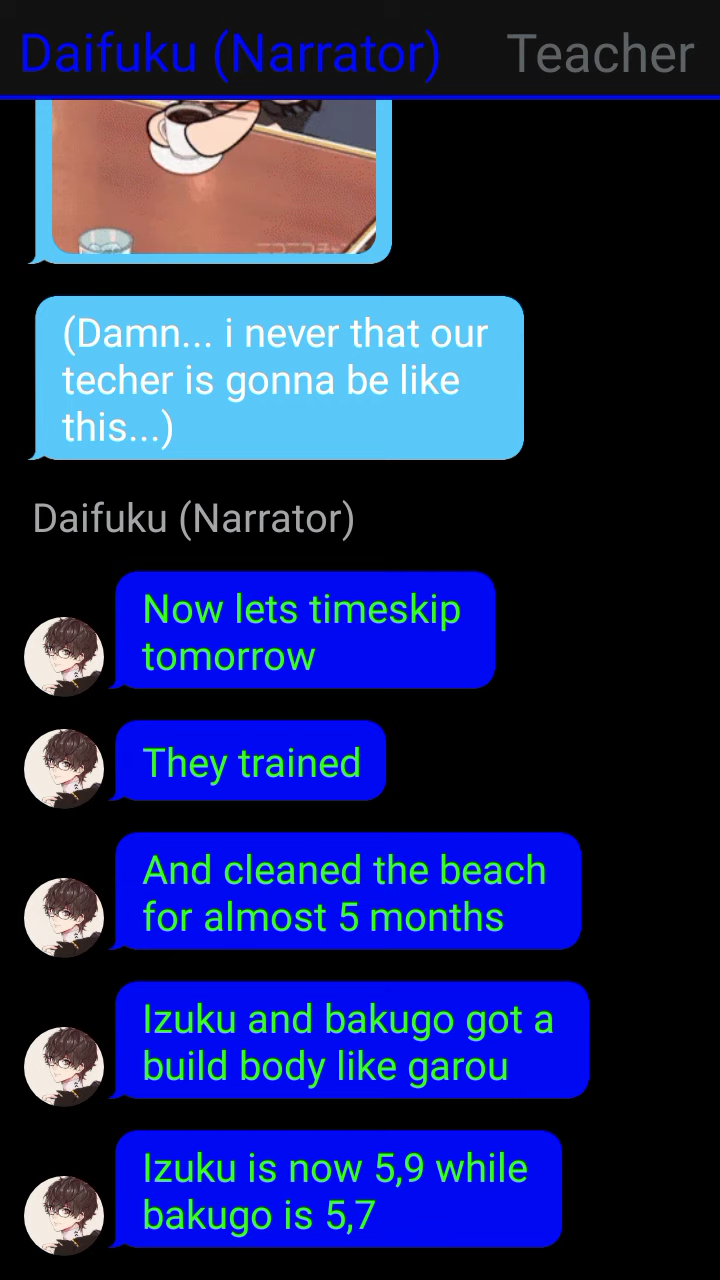 Daifuku (Narrator) Teacher
(Damn... i never that our
techer is gonna be like
this...)
Daifuku (Narrator)
Now lets timeskip
tomorrow
They trained
And cleaned the beach
for almost 5 months
Izuku and bakugo got a
build body like garou
Izuku is now 5,9 while
bakugo is 5,7